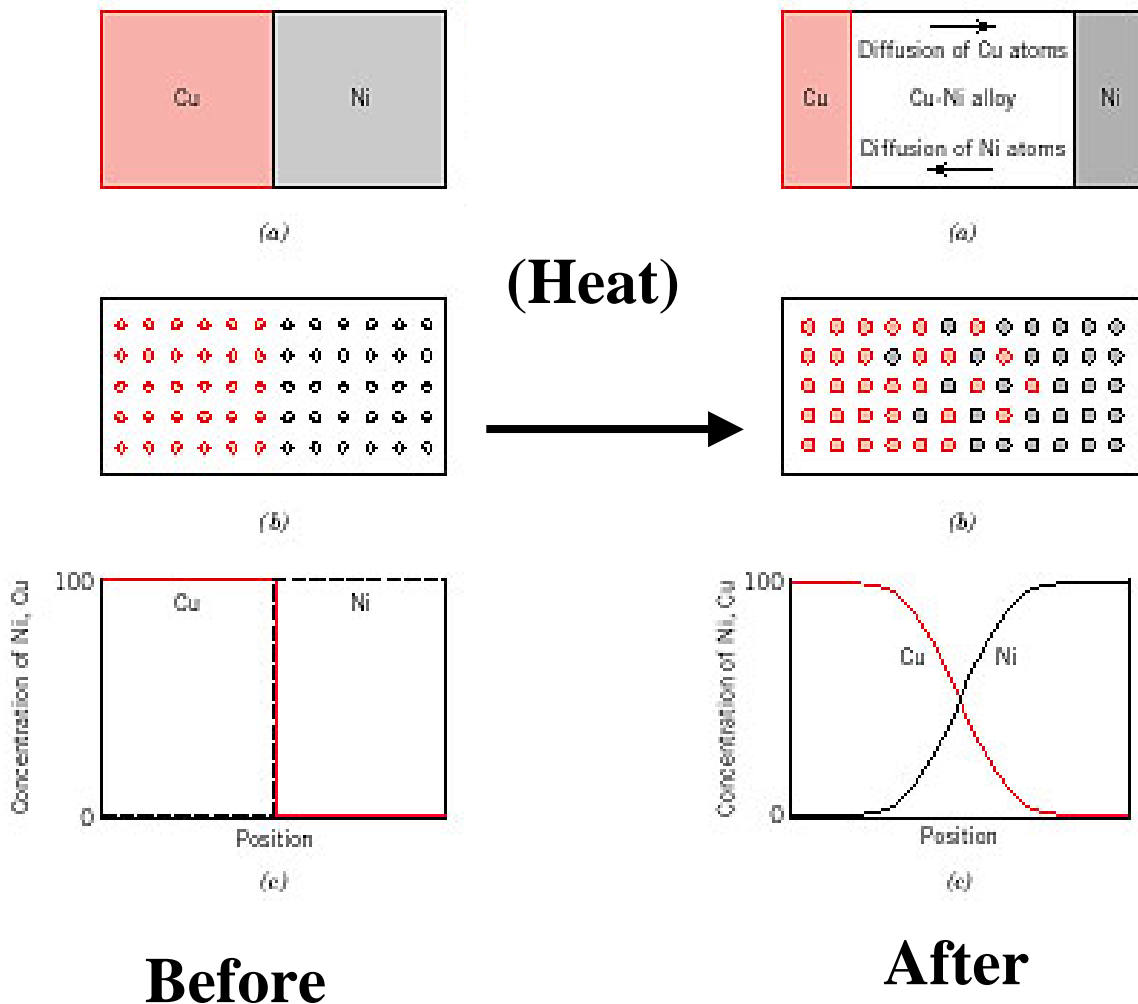 Cu
Ni
(a)
(b)
100
Concentration of Ni, Cu
Cu
Ni
0
Position
(c)
Before
(Heat)
Diffusion of Cu atoms
Cu
Cu-Ni alloy
Ni
Diffusion of Ni atoms
(a)
(b)
100
Concentration of Ni, Cu
Cu
Ni
0
Position
(c)
After